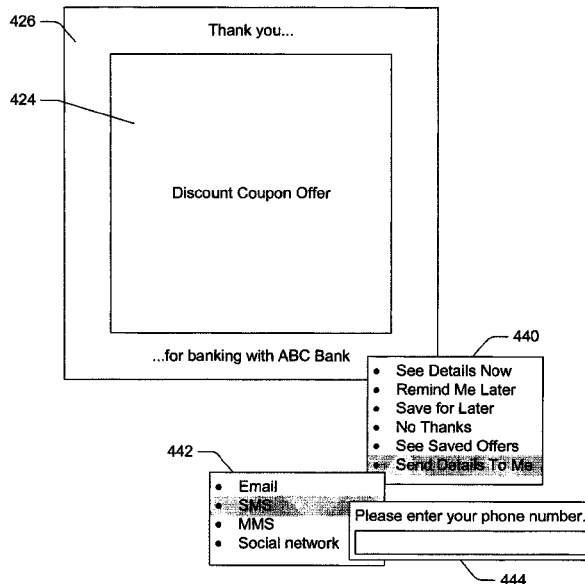 426
Thank you...
424
Discount Coupon Offer
...for banking with ABC Bank
440
• See Details Now
• Remind Me Later
• Save for Later
• No Thanks
• See Saved Offers
• Send Details To Me
442
• Email
• SMS
• MMS
• Social network
Please enter your phone number.
444